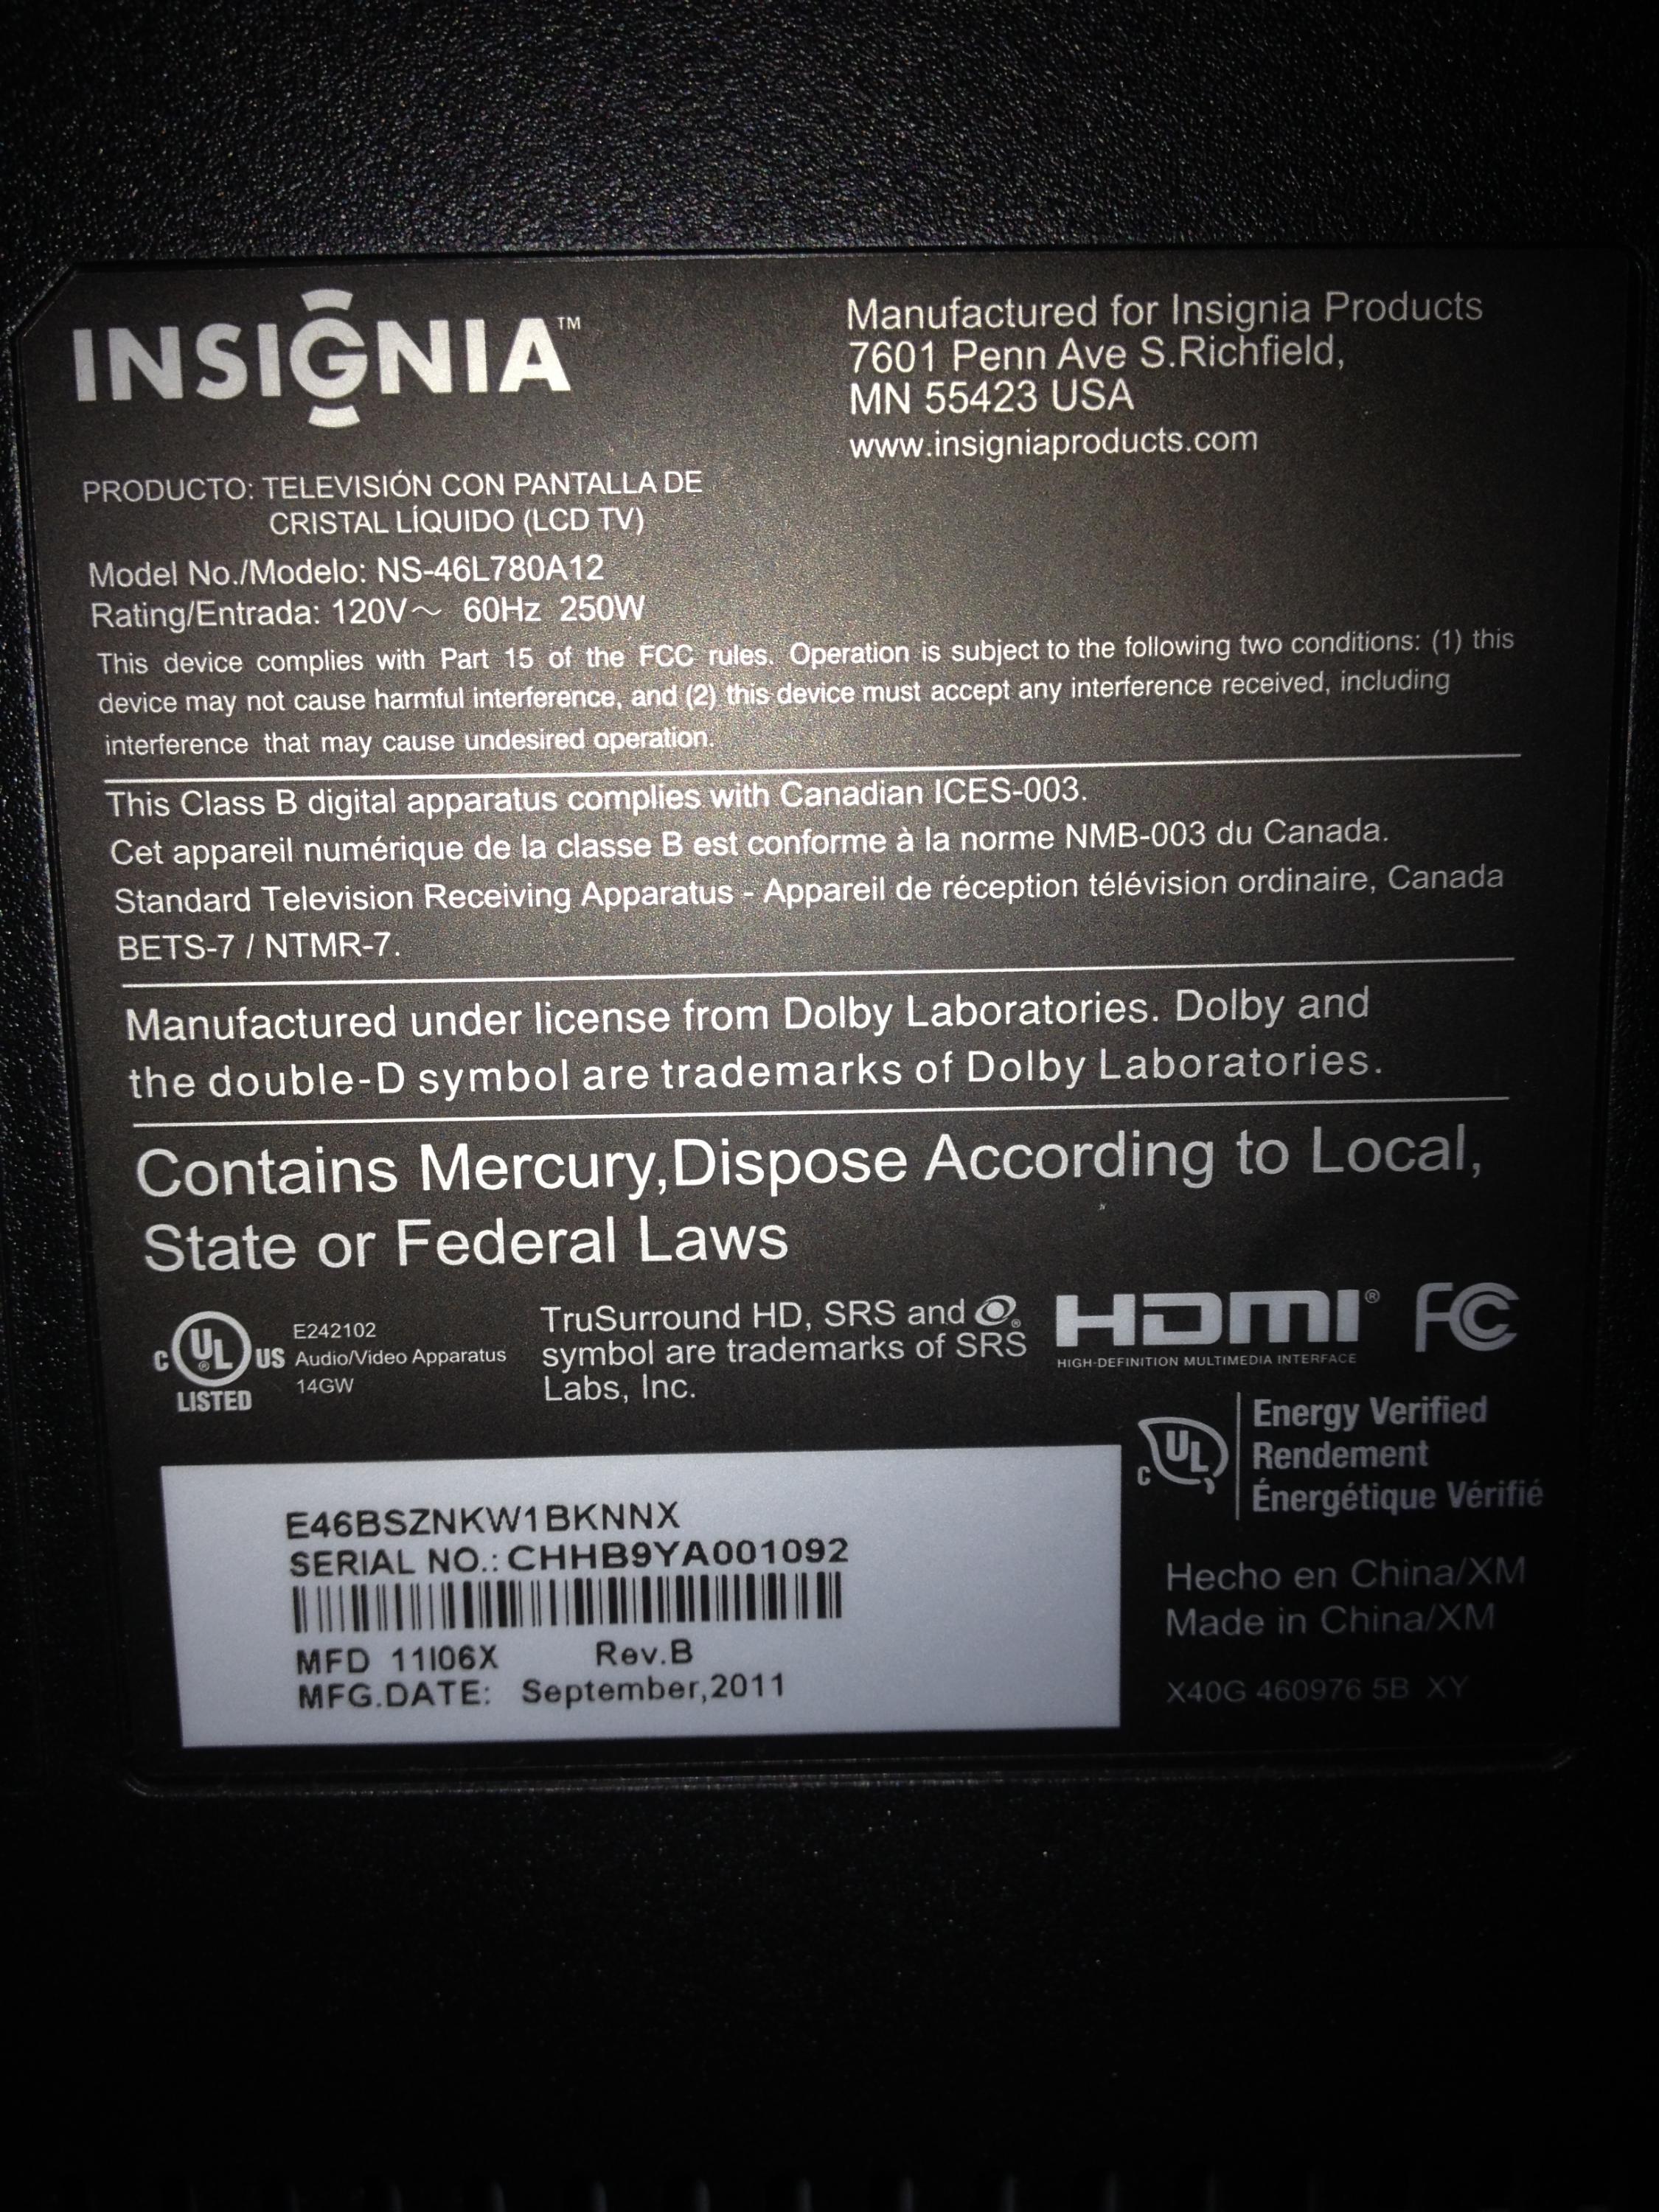 INSIGNIA™
Manufactured for Insignia Products
7601 Penn Ave S.Richfield,
MN 55423 USA
www.insigniaproducts.com
PRODUCTO: TELEVISIÓN CON PANTALLA DE
CRISTAL LÍQUIDO (LCD TV)
Model No./Modelo: NS-46L780A12
Rating/Entrada: 120V～ 60Hz 250W
This device complies with Part 15 of the FCC rules. Operation is subject to the following two conditions: (1) this
device may not cause harmful interference, and (2) this device must accept any interference received, including
interference that may cause undesired operation.
This Class B digital apparatus complies with Canadian ICES-003.
Cet appareil numérique de la classe B est conforme à la norme NMB-003 du Canada.
Standard Television Receiving Apparatus - Appareil de réception télévision ordinaire, Canada
BETS-7 / NTMR-7.
Manufactured under license from Dolby Laboratories. Dolby and
the double-D symbol are trademarks of Dolby Laboratories.
Contains Mercury,Dispose According to Local,
State or Federal Laws
C UL® US
LISTED
E242102
Audio/Video Apparatus
14GW
TruSurround HD, SRS and ®
symbol are trademarks of SRS
Labs, Inc.
HDMI®
HIGH-DEFINITION MULTIMEDIA INTERFACE
FC
C UL
Energy Verified
Rendement
Énergétique Vérifié
E46BSZNKW1BKNNX
SERIAL NO.: CHHB9YA001092
MFD 11I06X Rev.B
MFG.DATE: September,2011
Hecho en China/XM
Made in China/XM
X40G 460976 5B XY